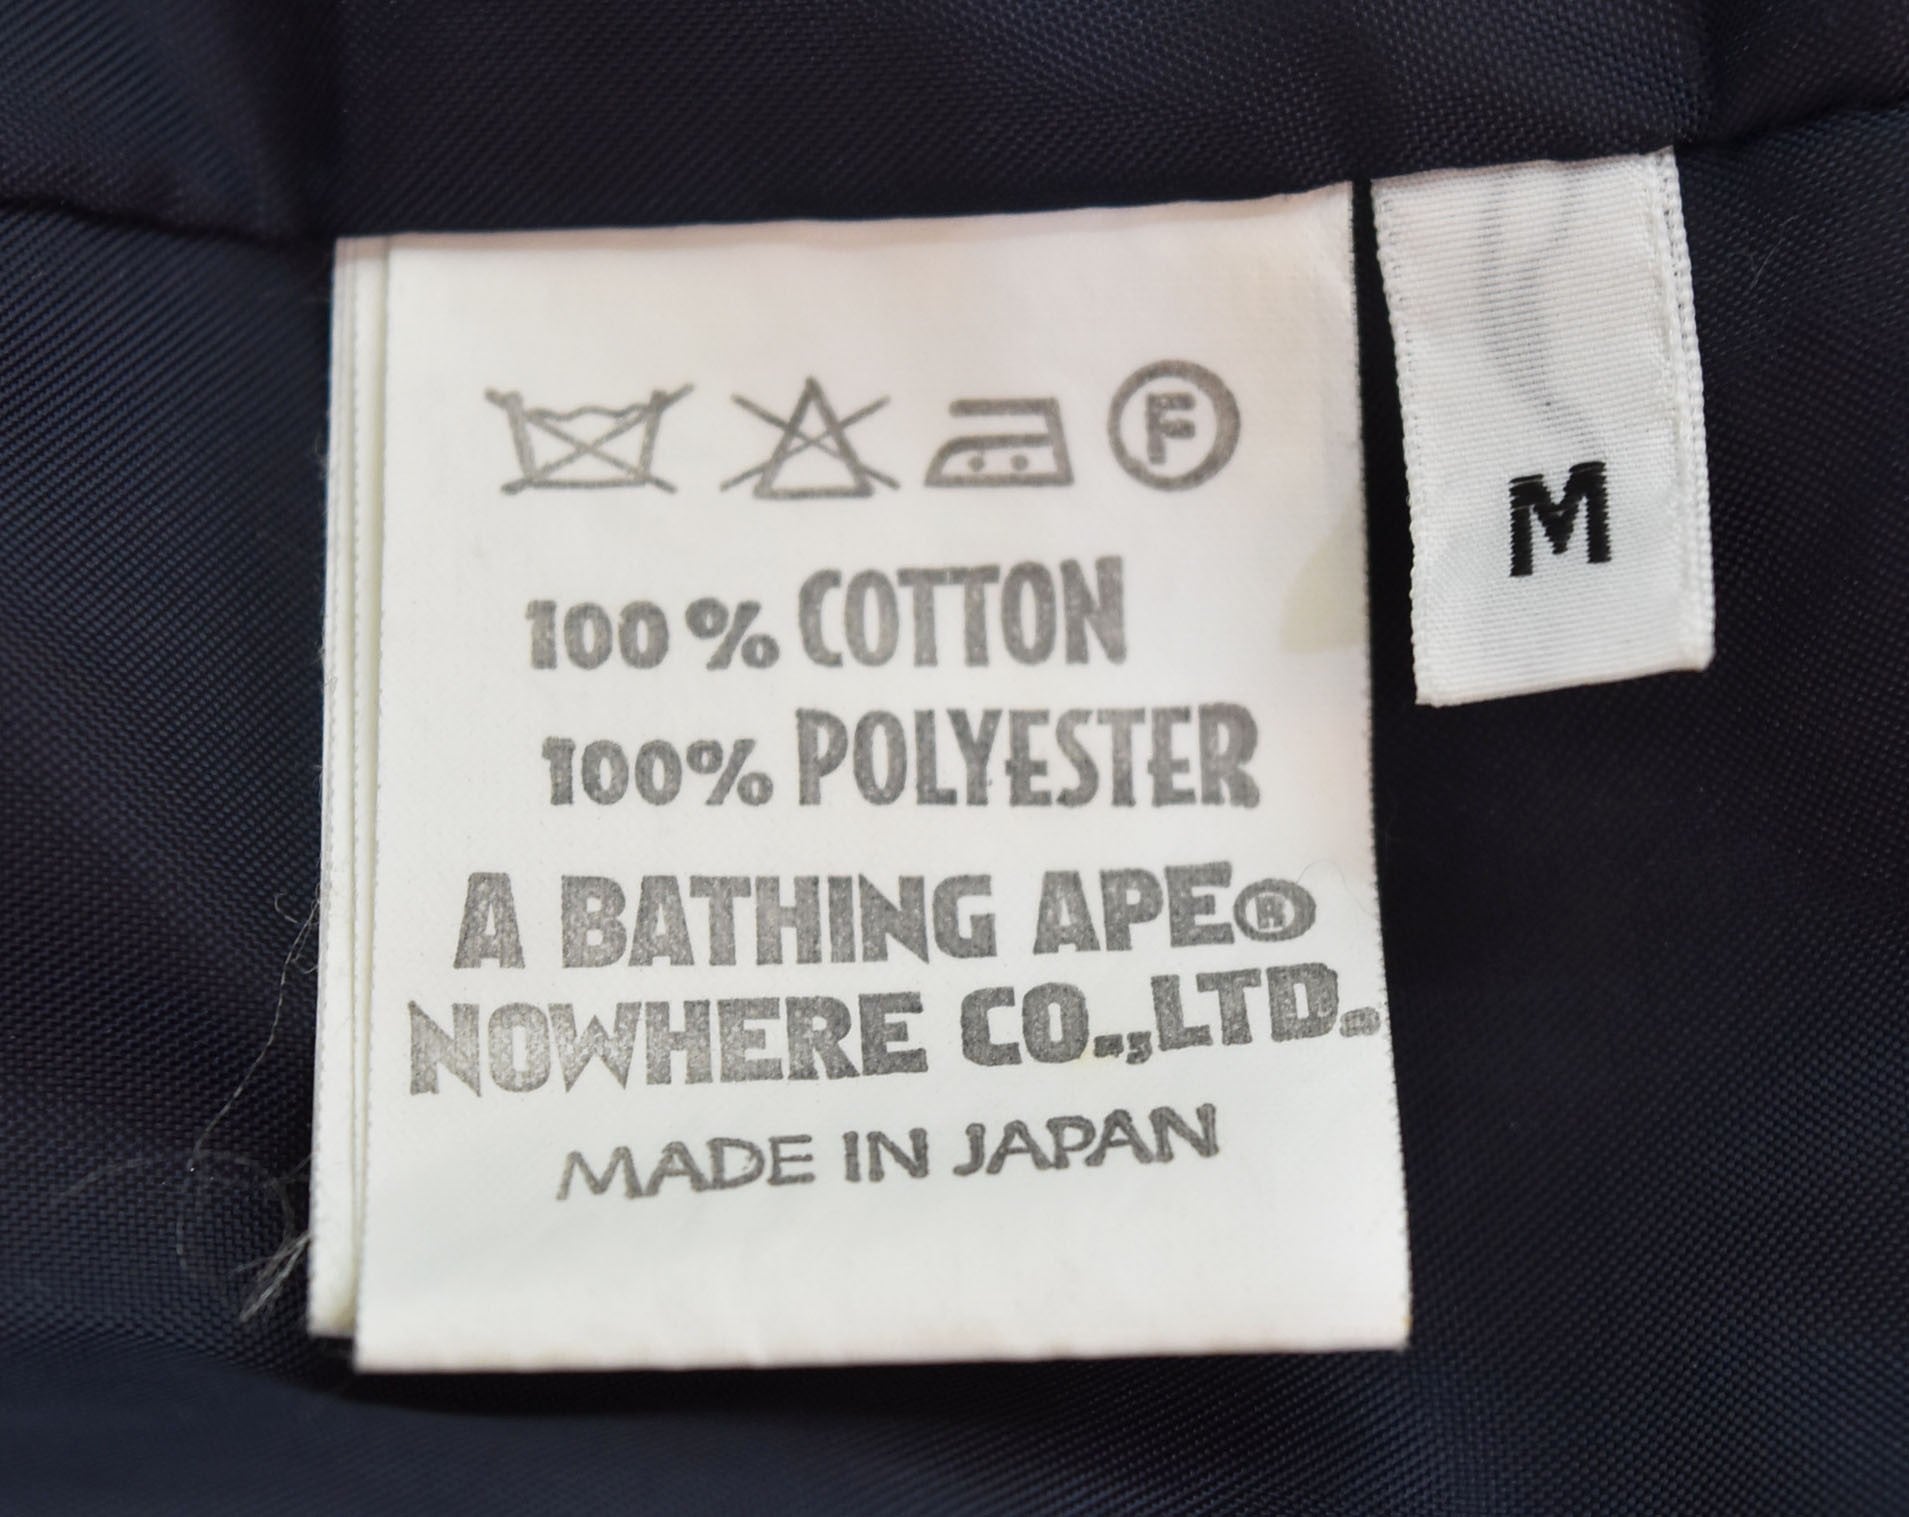 F
100% COTTON
100% POLYESTER
A BATHING APE®
NOWHERE CO.,LTD.
MADE IN JAPAN
M